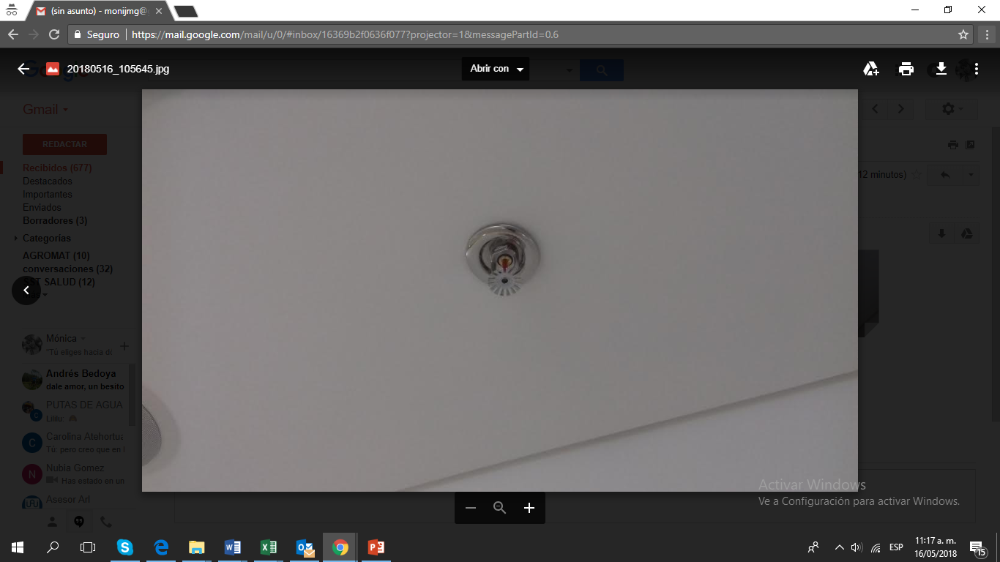 (sin asunto) - monijmg@
Seguro
https://mail.google.com/mail/u/0/#inbox/16369b2f0636f077?projector=1&messagePartId=0.6
20180516_105645.jpg
Abrir con
Gmail
REDACTAR
Recibidos (677)
Destacados
Importantes
Enviados
Borradores (3)
Categorías
AGROMAT (10)
conversaciones (32)
SST SALUD (12)
12 minutos)
Mónica
"Tú eliges hacia
Andrés Bedoya
dale amor, un besito
PUTAS DE AGUA
Lililu:
Carolina Atehortua
Tú: pero creo que en
Nubia Gomez
Has estado en un
Asesor Arl
Activar Windows
Ve a Configuración para activar Windows.
ESP
11:17 a. m.
16/05/2018
15